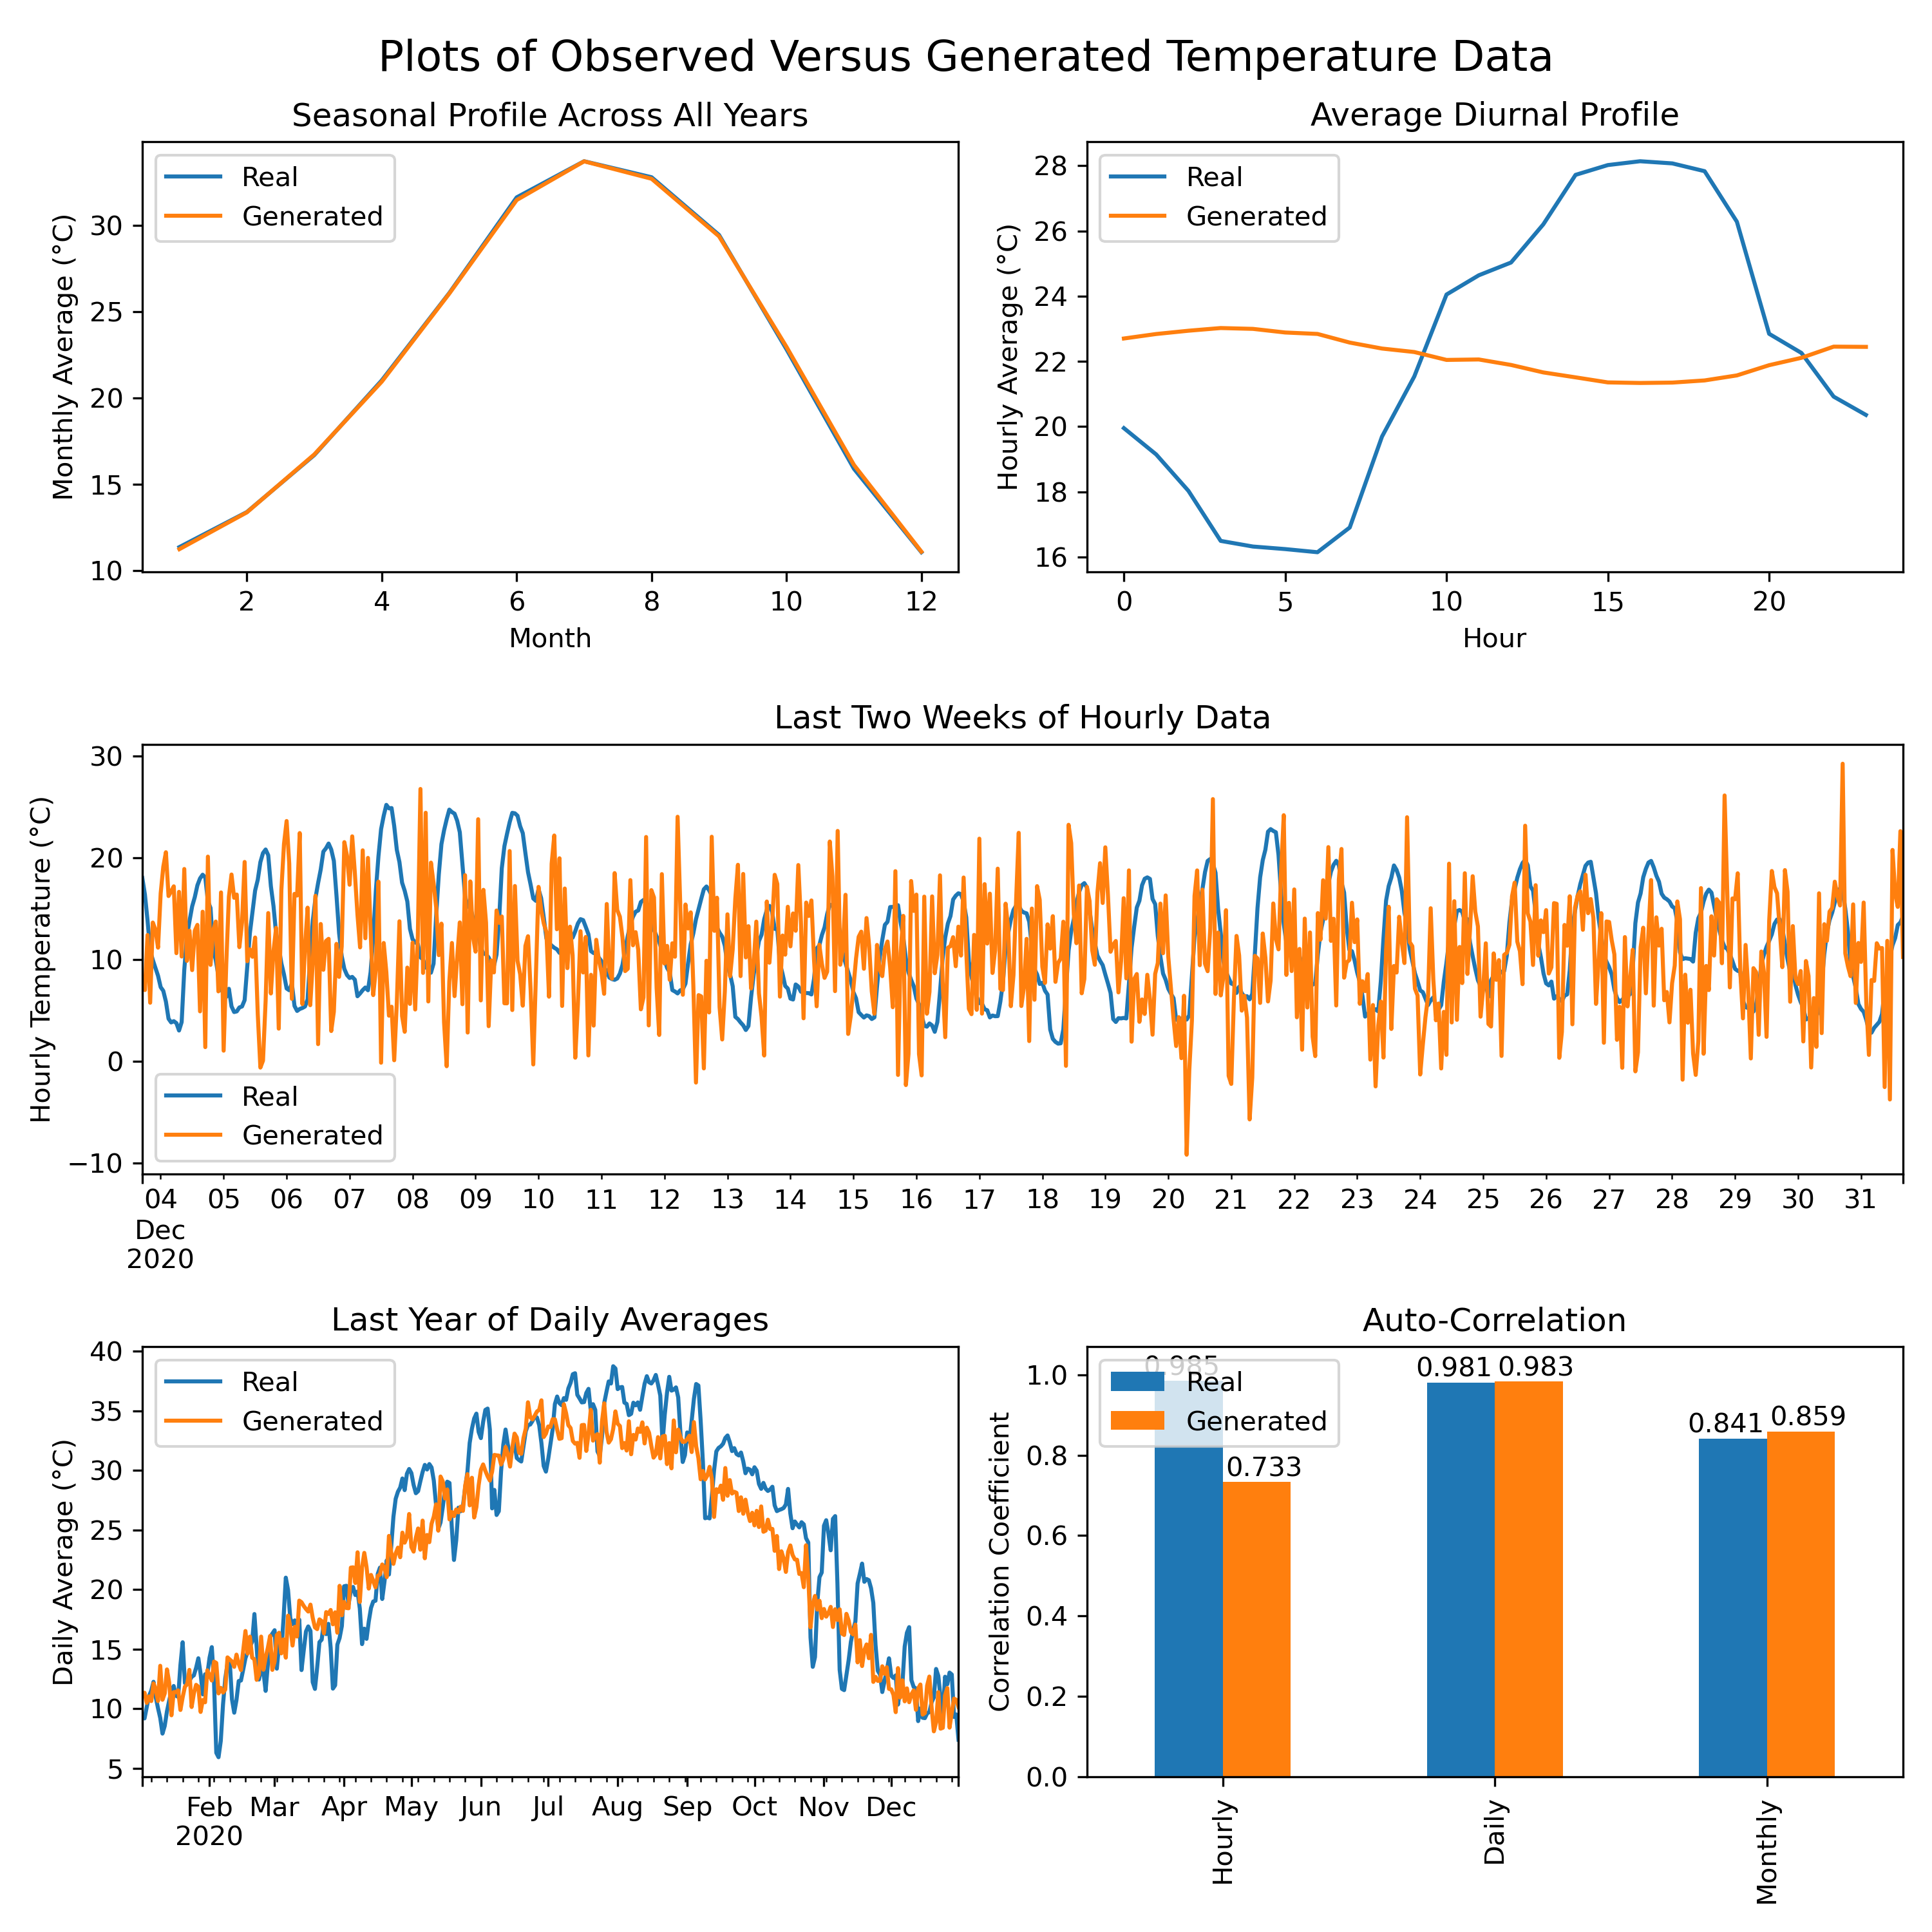 Plots of Observed Versus Generated Temperature Data
Seasonal Profile Across All Years
Real
Generated
Monthly Average (°C)
30
25
20
15
10
2 4 6 8 10 12
Month
Average Diurnal Profile
Real
Generated
Hourly Average (°C)
28
26
24
22
20
18
16
0 5 10 15 20
Hour
Last Two Weeks of Hourly Data
Hourly Temperature (°C)
30
20
10
0
−10
Real
Generated
04 05 06 07 08 09 10 11 12 13 14 15 16 17 18 19 20 21 22 23 24 25 26 27 28 29 30 31
Dec
2020
Last Year of Daily Averages
Real
Generated
Daily Average (°C)
40
35
30
25
20
15
10
5
Feb Mar Apr May Jun Jul Aug Sep Oct Nov Dec
2020
Auto-Correlation
0.985
Real
Generated
0.733
0.981 0.983
0.841 0.859
Correlation Coefficient
1.0
0.8
0.6
0.4
0.2
0.0
Hourly
Daily
Monthly